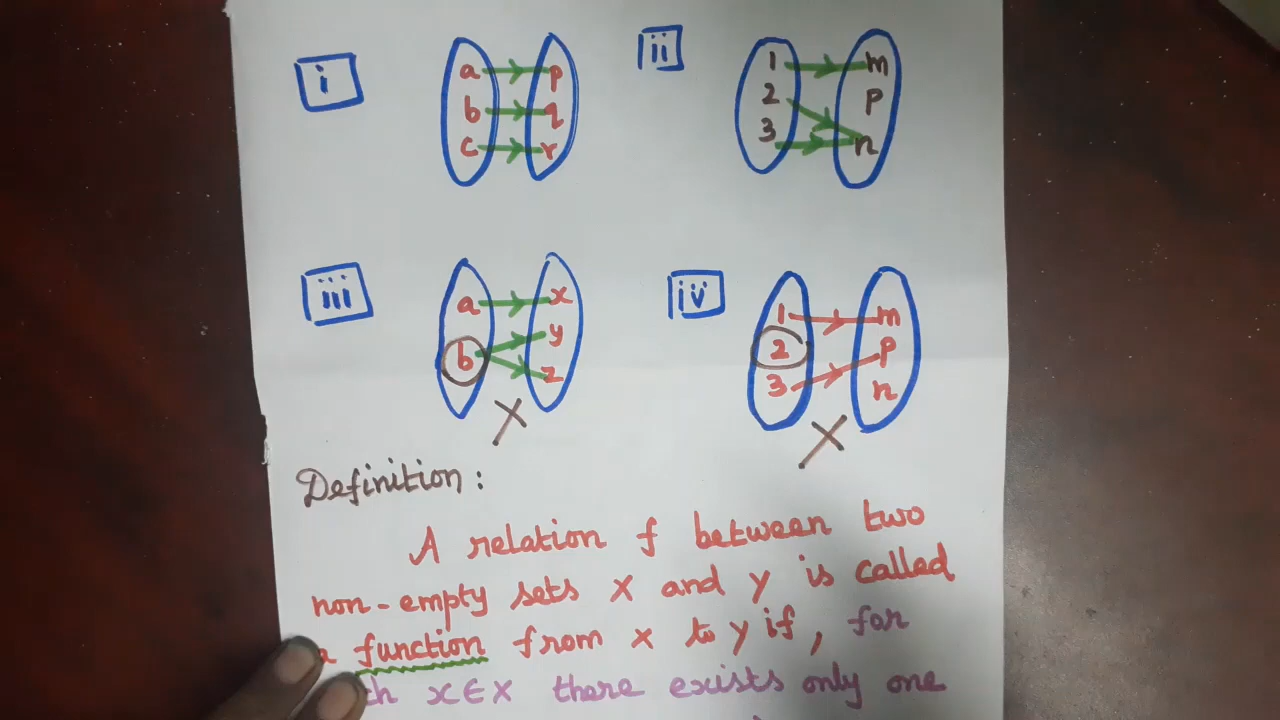 i
a p
b q
c r
ii
1 m
2 p
3 n
iii
a x
b y
z
iv
1 m
2 p
3 n
Definition :
A relation f between two
non-empty sets X and y is called
function from x to y if, for
x∈X there exists only one